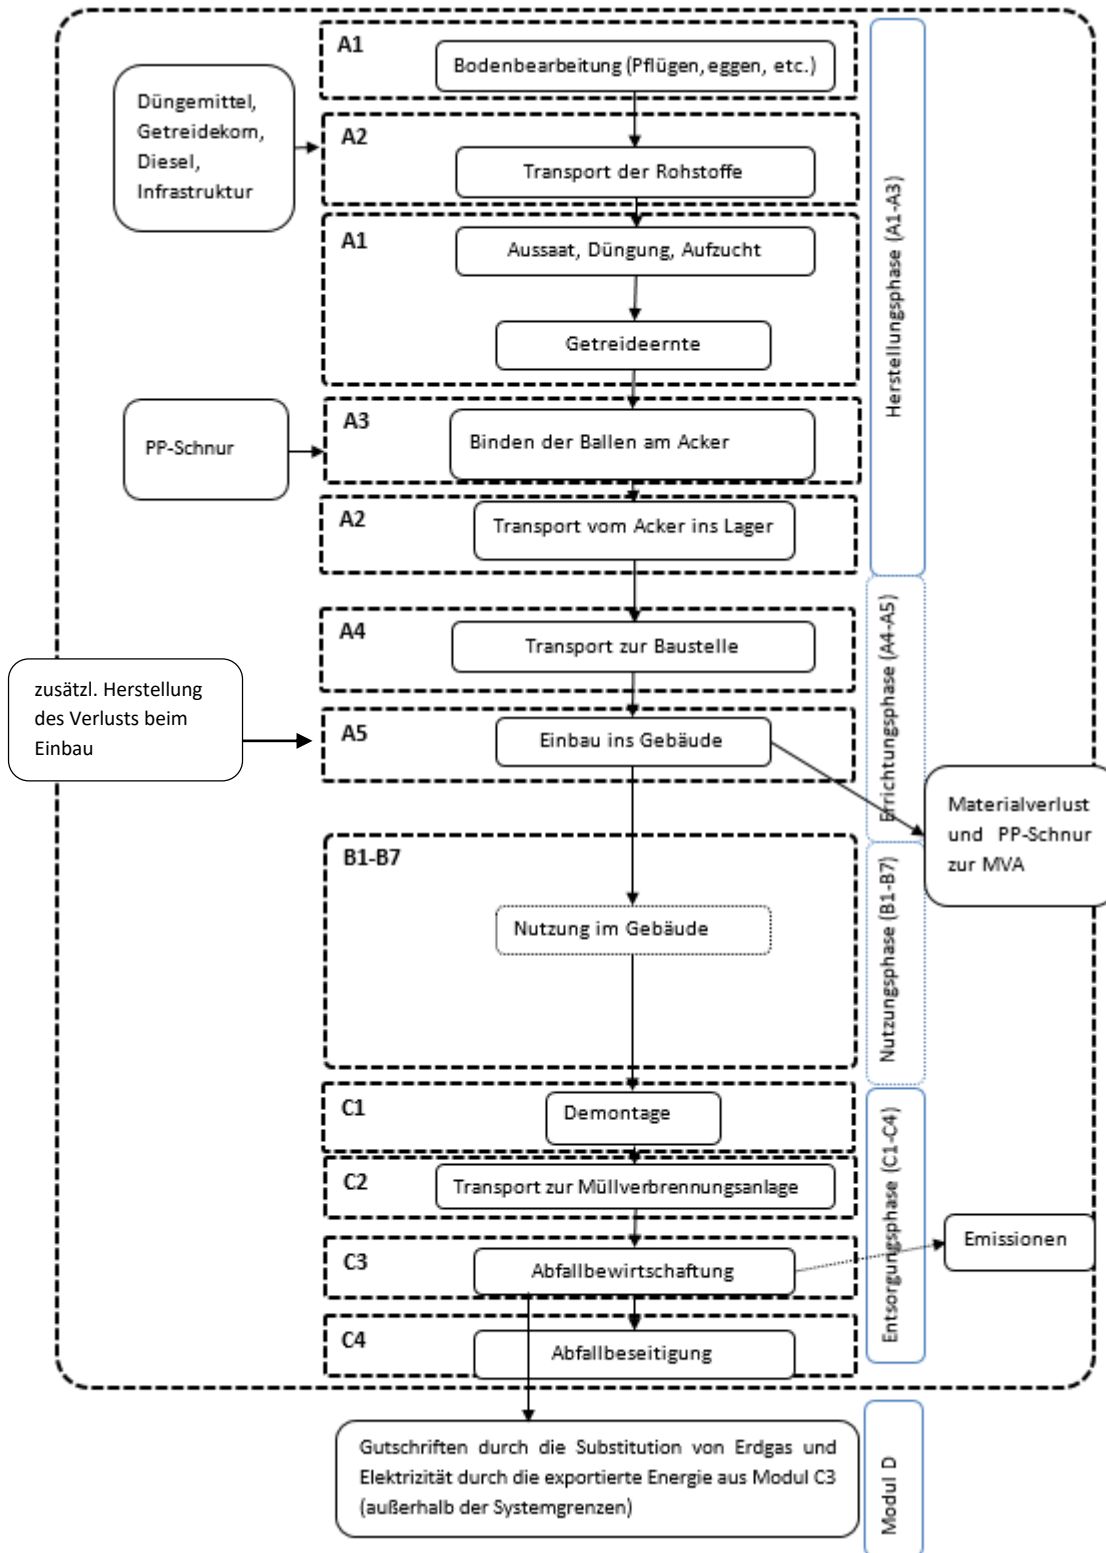 A1
Bodenbearbeitung (Pflügen, eggen, etc.)
Düngemittel,
Getreidekorn,
Diesel,
Infrastruktur
A2
Transport der Rohstoffe
A1
Aussaat, Düngung, Aufzucht
Getreideernte
Herstellungsphase (A1-A3)
PP-Schnur
A3
Binden der Ballen am Acker
A2
Transport vom Acker ins Lager
A4
Transport zur Baustelle
Errichtungsphase (A4-A5)
zusätzl. Herstellung
des Verlusts beim
Einbau
A5
Einbau ins Gebäude
Materialverlust
und PP-Schnur
zur MVA
B1-B7
Nutzung im Gebäude
Nutzungsphase (B1-B7)
C1
Demontage
C2
Transport zur Müllverbrennungsanlage
C3
Abfallbewirtschaftung
Emissionen
Entsorgungsphase (C1-C4)
C4
Abfallbeseitigung
Gutschriften durch die Substitution von Erdgas und
Elektrizität durch die exportierte Energie aus Modul C3
(außerhalb der Systemgrenzen)
Modul D